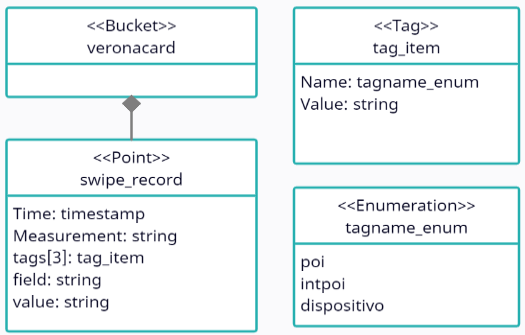 <<Bucket>>
veronacard
<<Point>>
swipe_record
Time: timestamp
Measurement: string
tags[3]: tag_item
field: string
value: string
<<Tag>>
tag_item
Name: tagname_enum
Value: string
<<Enumeration>>
tagname_enum
poi
intpoi
dispositivo